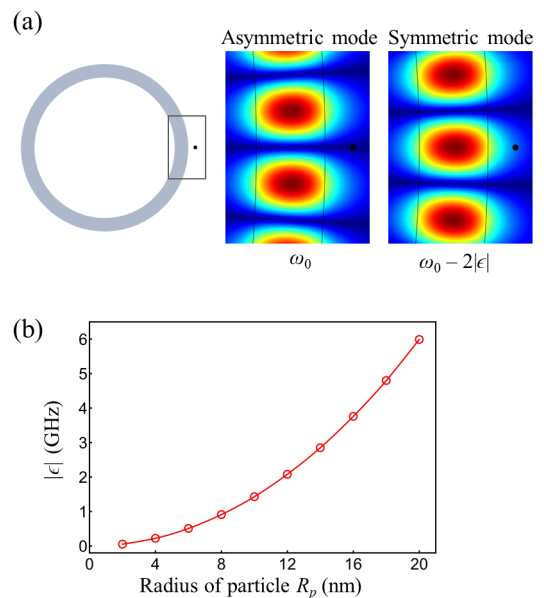 (a)
Asymmetric mode Symmetric mode
ω₀ ω₀ − 2|ϵ|
(b)
6
5
4
3
2
1
0
|ϵ| (GHz)
0 4 8 12 16 20
Radius of particle Rₚ (nm)